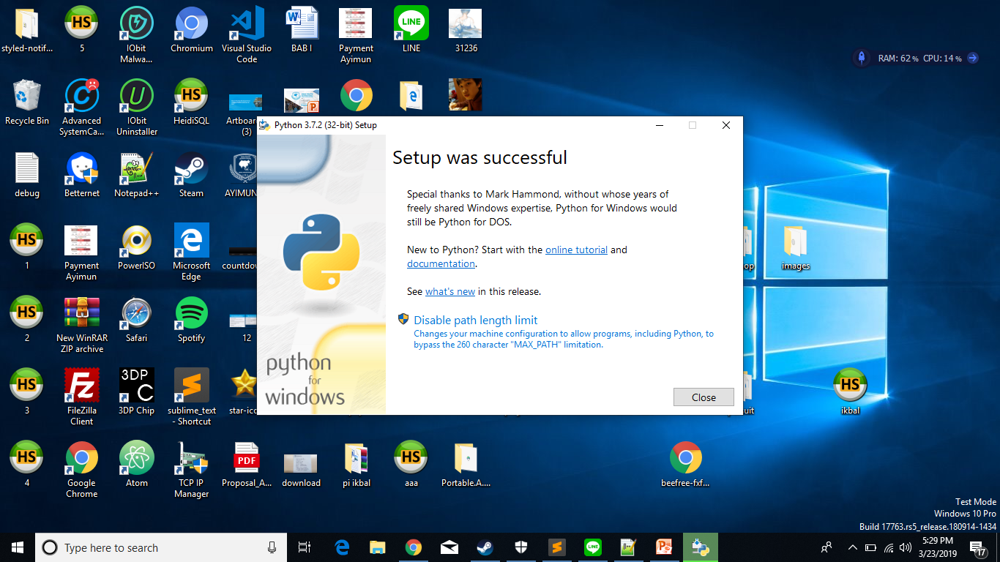 styled-notif...
5
IObit
Malwa...
Chromium
Visual Studio
Code
BAB I
Payment
Ayimun
LINE
31236
RAM: 62 % CPU: 14 %
Recycle Bin
Advanced
SystemCa...
IObit
Uninstaller
HeidiSQL
Artboar
(3)
debug
Betternet
Notepad++
Steam
AYIMUN
1
Payment
Ayimun
PowerISO
Microsoft
Edge
countdow
2
New WinRAR
ZIP archive
Safari
Spotify
12
3
FileZilla
Client
3DP Chip
sublime_text
- Shortcut
star-ico
4
Google
Chrome
Atom
TCP IP
Manager
Proposal_A...
download
pi ikbal
aaa
Portable.A....
beefree-fxf...
images
op
uit
ikbal
Python 3.7.2 (32-bit) Setup
Setup was successful
Special thanks to Mark Hammond, without whose years of
freely shared Windows expertise, Python for Windows would
still be Python for DOS.
New to Python? Start with the online tutorial and
documentation.
See what's new in this release.
Disable path length limit
Changes your machine configuration to allow programs, including Python, to
bypass the 260 character "MAX_PATH" limitation.
python
for
windows
Close
Test Mode
Windows 10 Pro
Build 17763.rs5_release.180914-1434
Type here to search
5:29 PM
3/23/2019
17